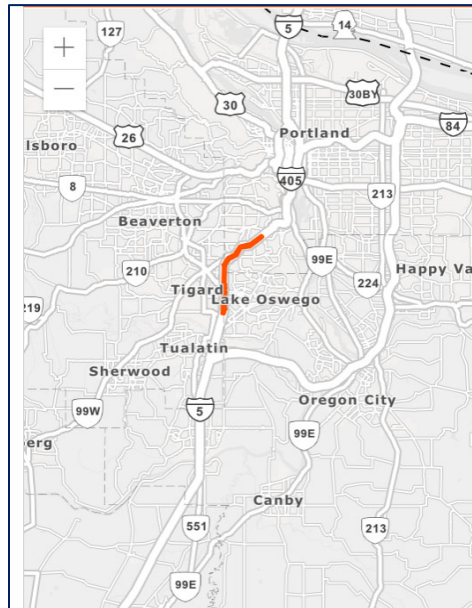 5
14
127
+
−
30
30BY
84
26
Portland
lsboro
405
8
213
Beaverton
99E
210
224
Happy Va
Tigard
Lake Oswego
219
Tualatin
Sherwood
5
Oregon City
99W
99E
erg
Canby
551
213
99E